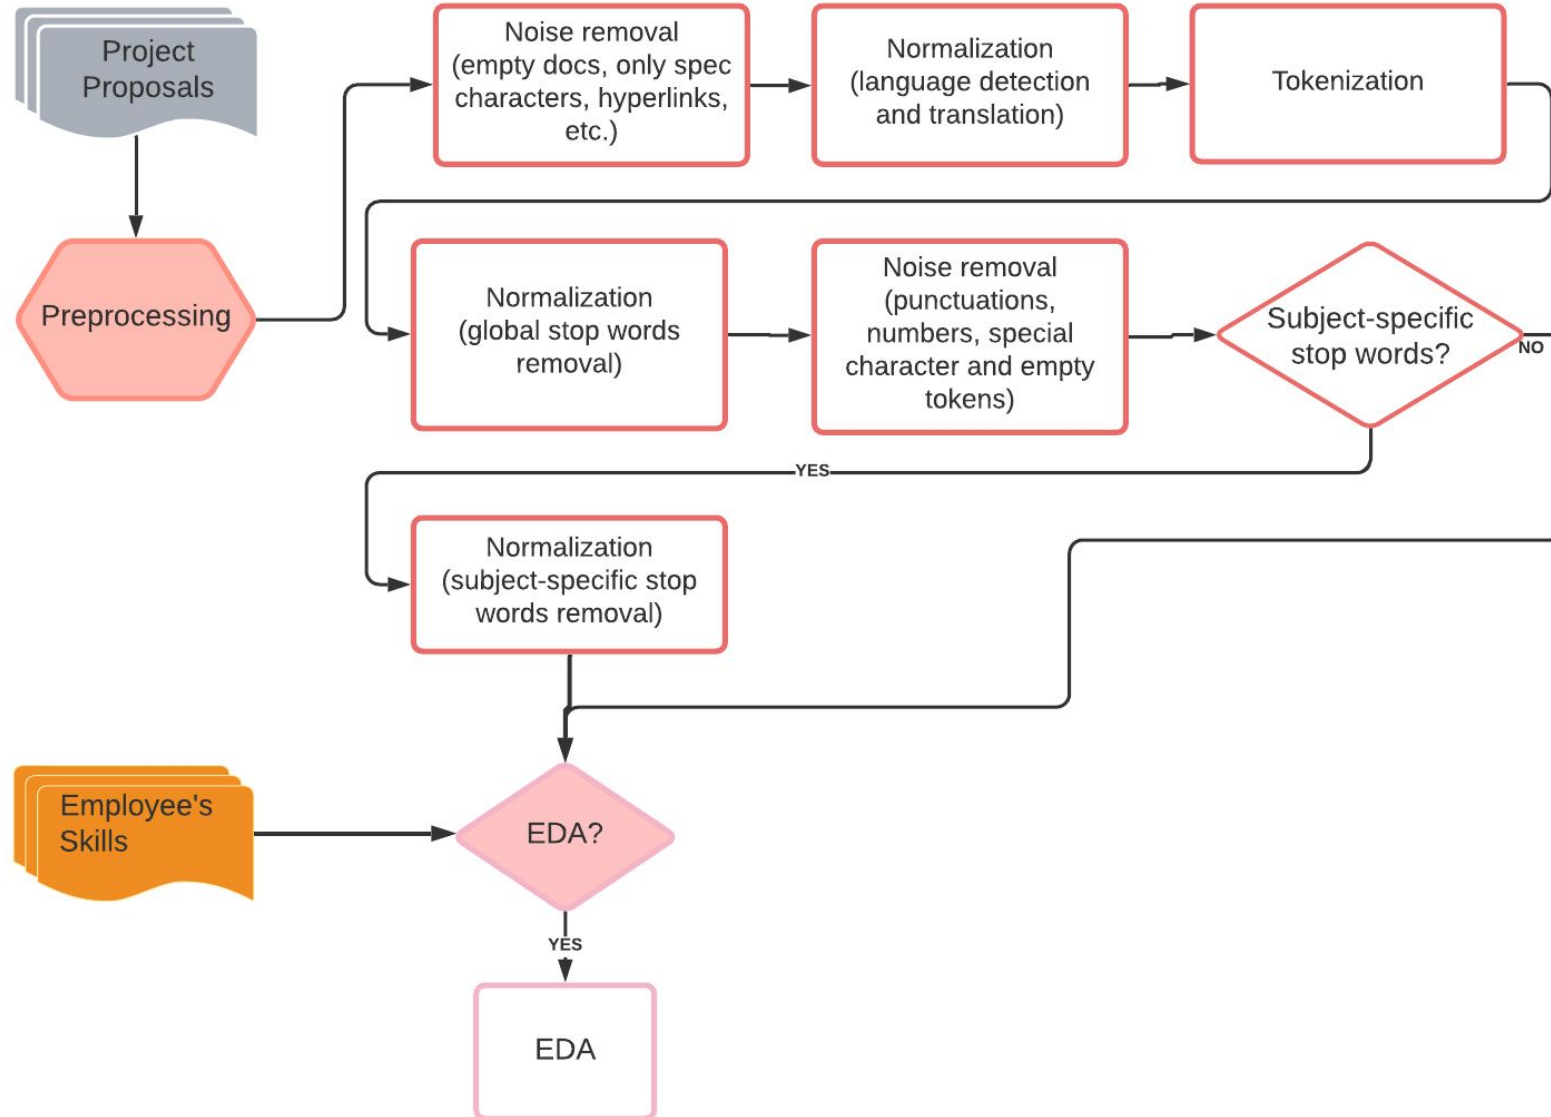 Project
Proposals
Noise removal
(empty docs, only spec
characters, hyperlinks,
etc.)
Normalization
(language detection
and translation)
Tokenization
Preprocessing
Normalization
(global stop words
removal)
Noise removal
(punctuations,
numbers, special
character and empty
tokens)
Subject-specific
stop words?
NO
YES
Normalization
(subject-specific stop
words removal)
Employee's
Skills
EDA?
YES
EDA